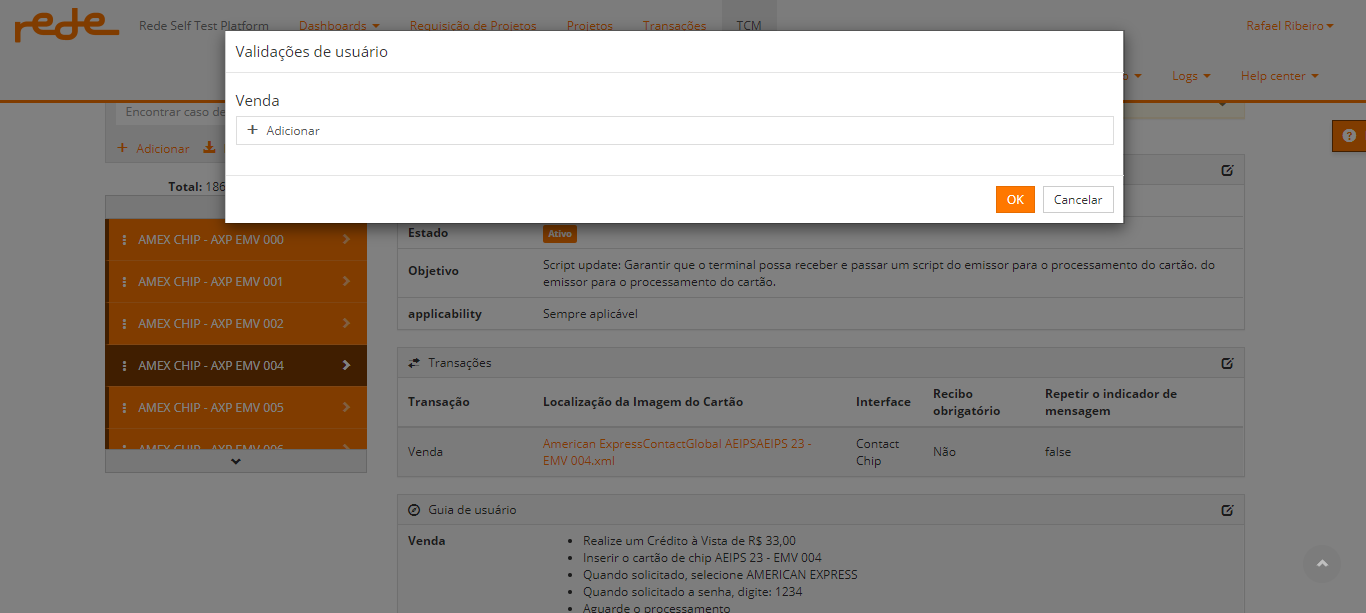 rede
Rede Self Test Platform
Dashboards
Requisição de Projetos
Projetos
Transações
TCM
Rafael Ribeiro
Logs
Help center
Validações de usuário
Venda
+ Adicionar
OK
Cancelar
Encontrar caso de
+ Adicionar
Total: 186
AMEX CHIP - AXP EMV 000
AMEX CHIP - AXP EMV 001
AMEX CHIP - AXP EMV 002
AMEX CHIP - AXP EMV 004
AMEX CHIP - AXP EMV 005
AMEX CHIP - AXP EMV 006
Estado
Ativo
Objetivo
Script update: Garantir que o terminal possa receber e passar um script do emissor para o processamento do cartão. do
emissor para o processamento do cartão.
applicability
Sempre aplicável
Transações
Transação
Localização da Imagem do Cartão
Interface
Recibo
obrigatório
Repetir o indicador de
mensagem
Venda
American ExpressContactGlobal AEIPSAEIPS 23 -
EMV 004.xml
Contact
Chip
Não
false
Guia de usuário
Venda
• Realize um Crédito à Vista de R$ 33,00
• Inserir o cartão de chip AEIPS 23 - EMV 004
• Quando solicitado, selecione AMERICAN EXPRESS
• Quando solicitado a senha, digite: 1234
• Aguarde o processamento